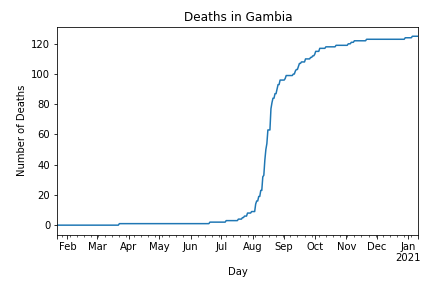 Deaths in Gambia
Number of Deaths
120
100
80
60
40
20
0
Feb Mar Apr May Jun Jul Aug Sep Oct Nov Dec Jan
2021
Day